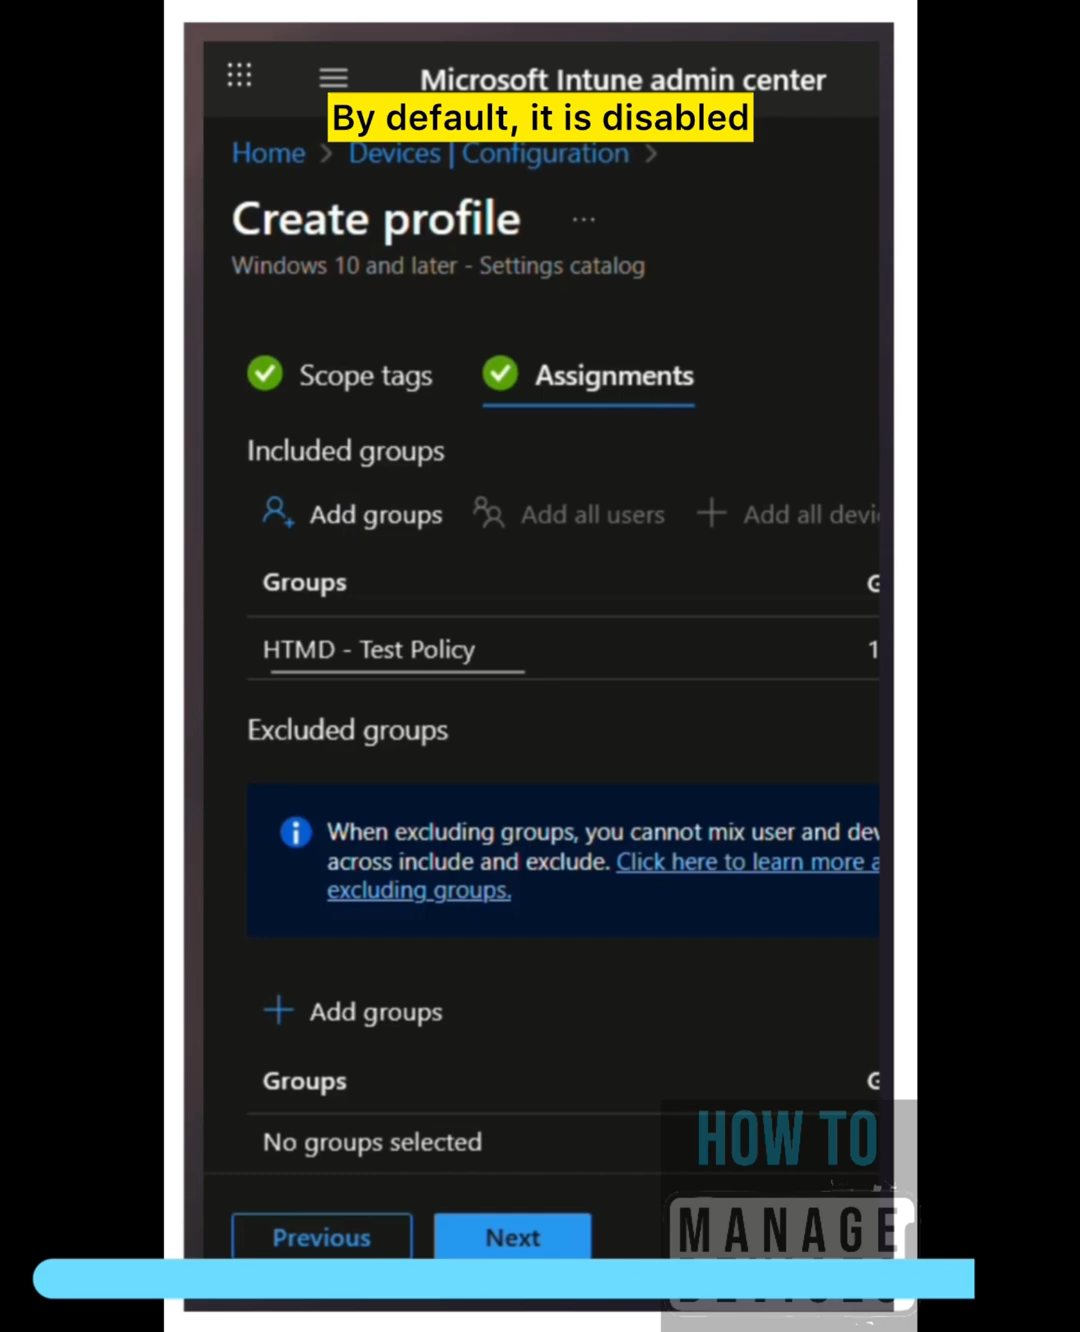 Microsoft Intune admin center
By default, it is disabled
Home > Devices | Configuration >
Create profile ...
Windows 10 and later - Settings catalog
Scope tags Assignments
Included groups
Add groups Add all users + Add all devi
Groups G
HTMD - Test Policy 1
Excluded groups
When excluding groups, you cannot mix user and dev
across include and exclude. Click here to learn more a
excluding groups.
+ Add groups
Groups G
No groups selected
HOW TO
Previous Next
MANAGE